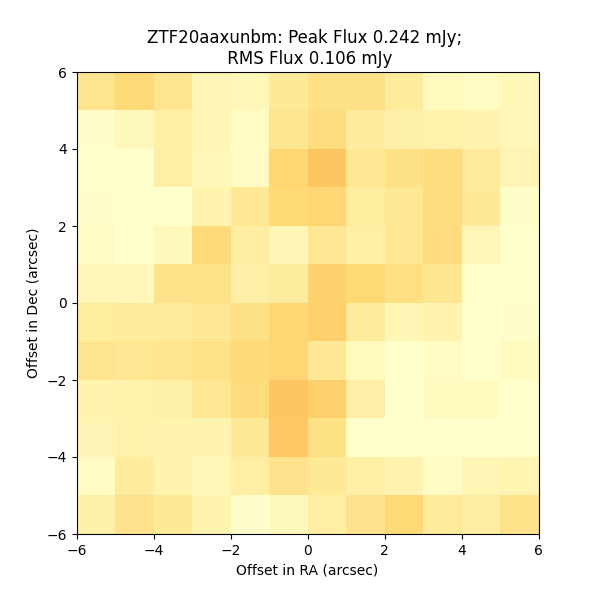 ZTF20aaxunbm: Peak Flux 0.242 mJy;
RMS Flux 0.106 mJy
6
4
2
0
−2
−4
−6
Offset in Dec (arcsec)
−6 −4 −2 0 2 4 6
Offset in RA (arcsec)